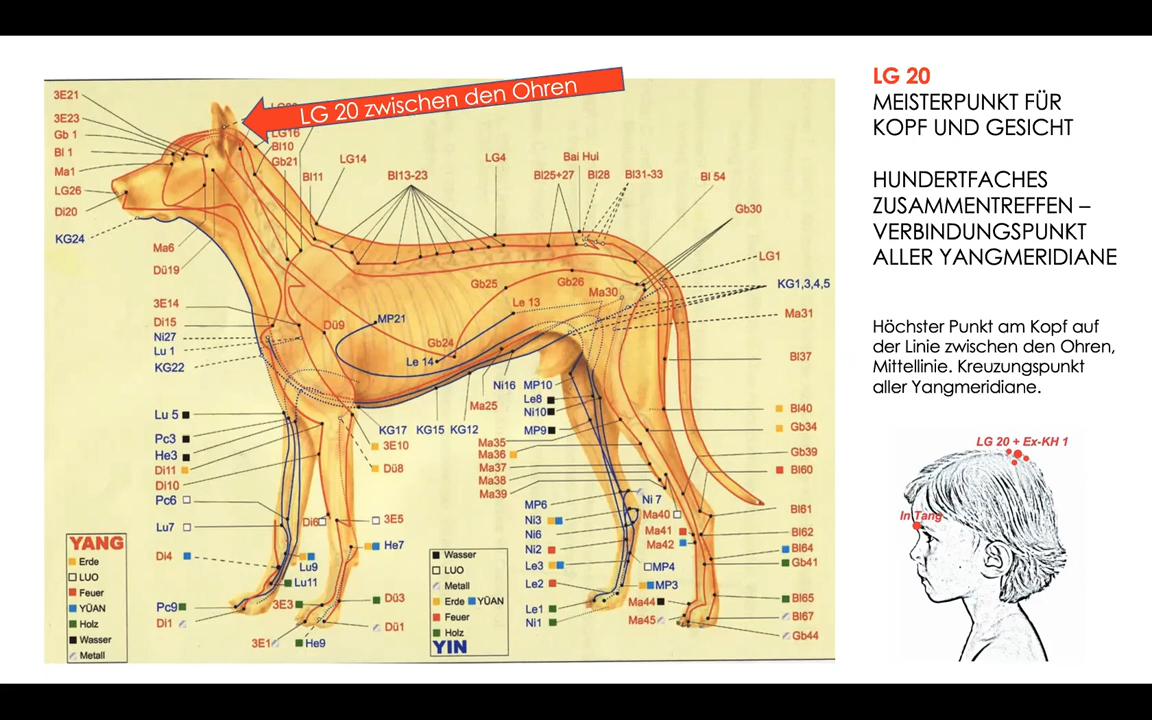 LG 20 zwischen den Ohren
LG 20
MEISTERPUNKT FÜR
KOPF UND GESICHT
HUNDERTFACHES
ZUSAMMENTREFFEN –
VERBINDUNGSPUNKT
ALLER YANGMERIDIANE
Höchster Punkt am Kopf auf
der Linie zwischen den Ohren,
Mittellinie. Kreuzungspunkt
aller Yangmeridiane.
LG 20 + Ex-KH 1
In Tang
3E21
3E23
Gb 1
Bl 1
Ma1
LG26
Di20
KG24
LG16
Bl10
Gb21
Bl11
LG14
Bl13-23
LG4
Bai Hui
Bl25+27
Bl28
Bl31-33
Bl 54
Gb30
LG1
KG1,3,4,5
Ma31
Ma6
Dü19
3E14
Di15
Ni27
Lu 1
KG22
Dü9
MP21
Gb25
Gb26
Ma30
Le 13
Gb24
Le 14
Ni16
MP10
Le8
Ni10
MP9
Ma25
KG17
KG15
KG12
Bl37
Bl40
Gb34
Gb39
Bl60
Bl61
Bl62
Bl64
Gb41
Bl65
Bl67
Gb44
Lu 5
Pc3
He3
Di11
Di10
Pc6
Lu7
Di4
Pc9
Di1
3E10
Dü8
Di6
3E5
He7
Lu9
Lu11
3E3
Dü3
Dü1
3E1
He9
Ma35
Ma36
Ma37
Ma38
Ma39
MP6
Ni3
Ni6
Ni2
Le3
Le2
Le1
Ni1
Ni 7
Ma40
Ma41
Ma42
MP4
MP3
Ma44
Ma45
YANG
Erde
LUO
Feuer
YÜAN
Holz
Wasser
Metall
Wasser
LUO
Metall
Erde YÜAN
Feuer
Holz
YIN